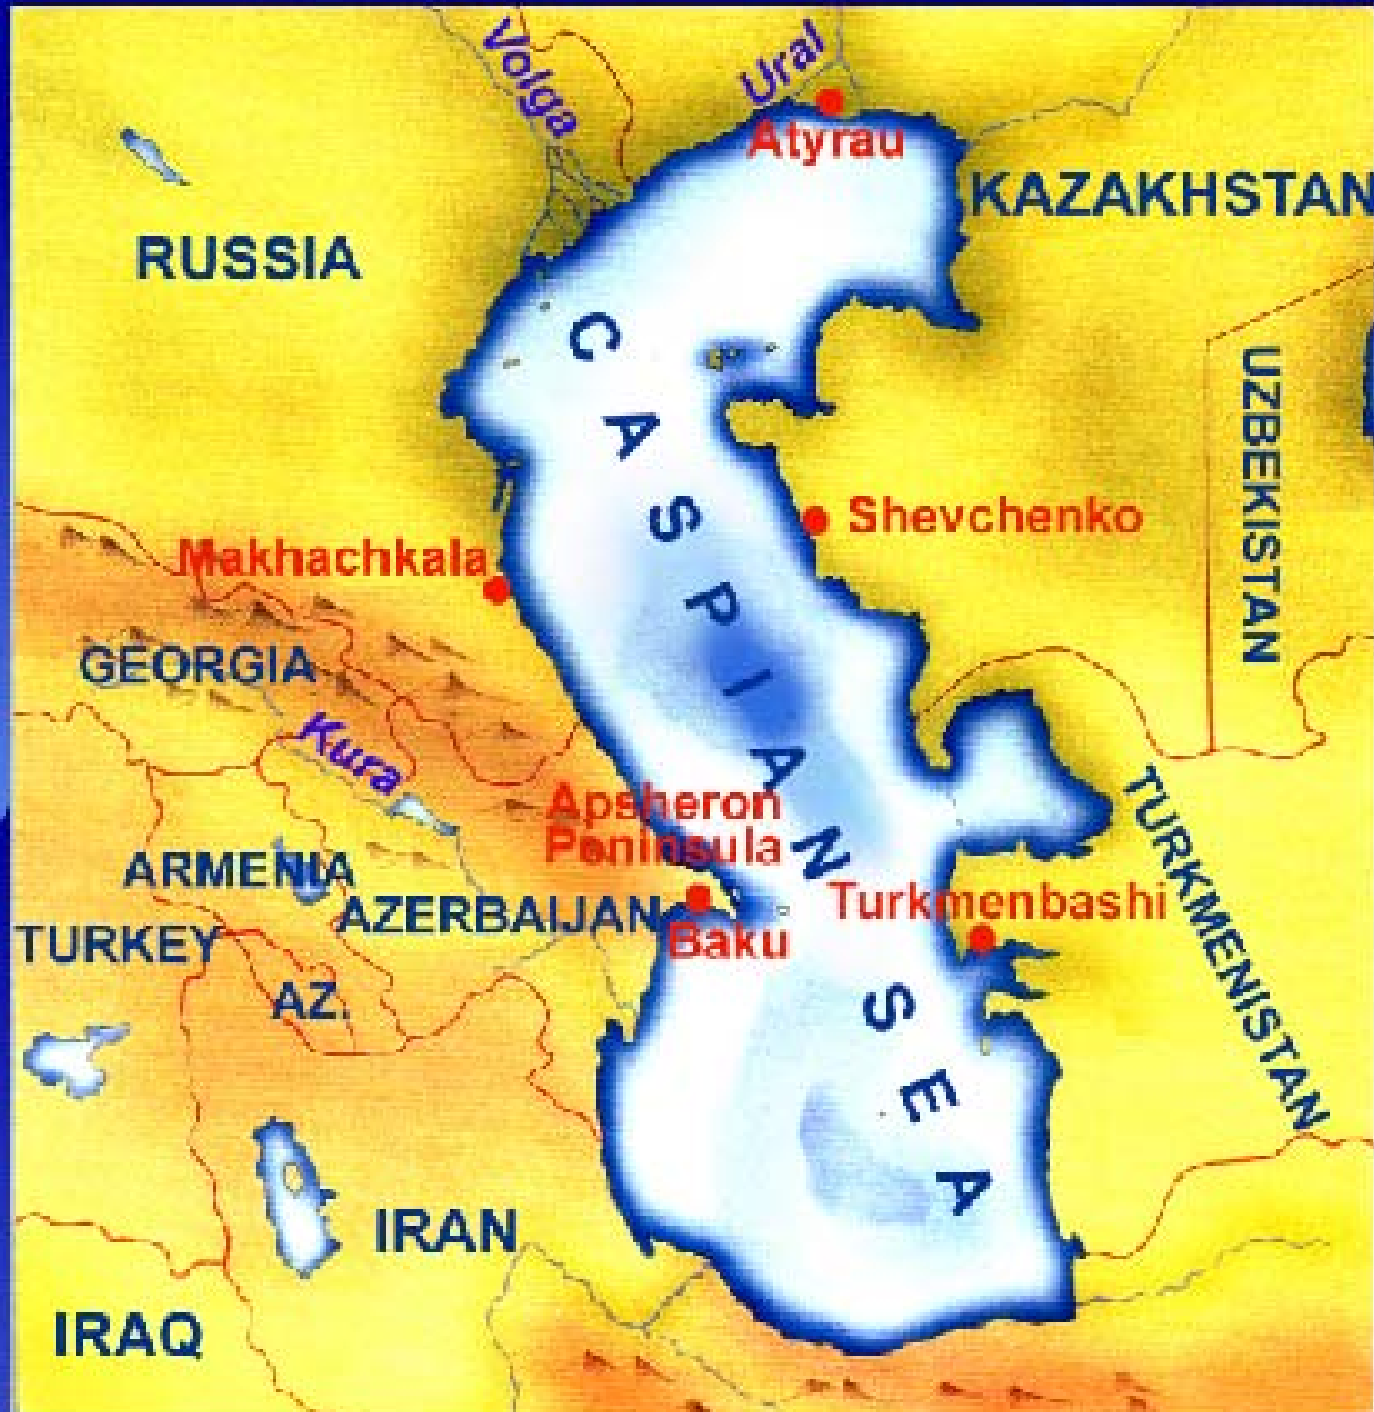 Volga
Ural
Atyrau
KAZAKHSTAN
RUSSIA
UZBEKISTAN
CASPIAN SEA
Shevchenko
Makhachkala
GEORGIA
Kura
Apsheron
Peninsula
TURKMENISTAN
ARMENIA
AZERBAIJAN
Turkmenbashi
TURKEY
Baku
AZ.
IRAN
IRAQ